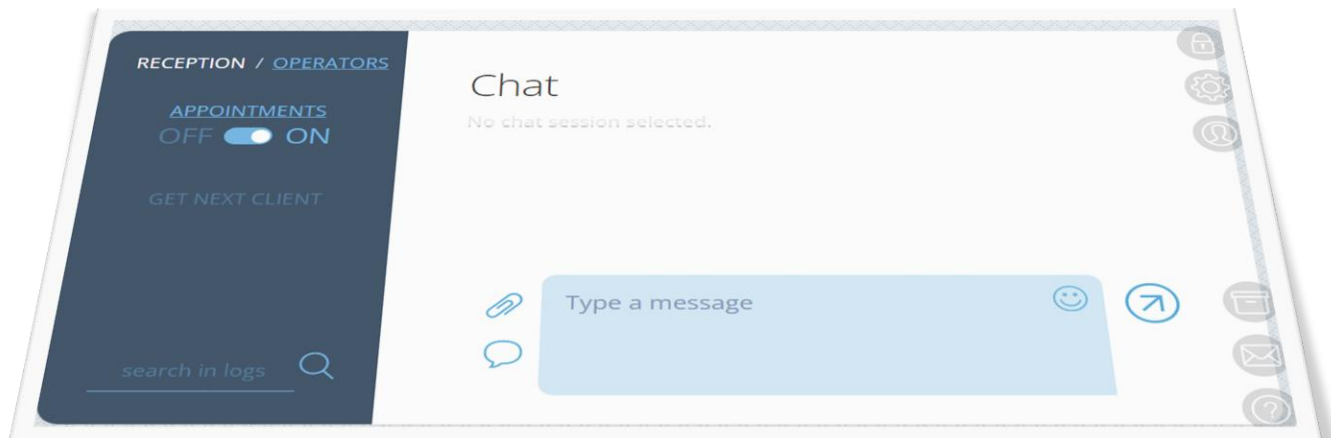 RECEPTION / OPERATORS
APPOINTMENTS
OFF ON
GET NEXT CLIENT
search in logs
Chat
No chat session selected.
Type a message